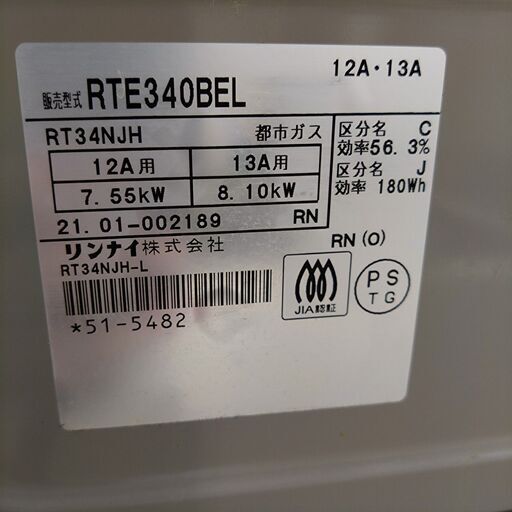 12A・13A
販売型式 RTE340BEL
RT34NJH 都市ガス
12A用 13A用
7.55kW 8.10kW
区分名 C
効率56.3%
区分名 J
効率 180Wh
21.01-002189 RN
リンナイ株式会社
RN (O)
RT34NJH-L
*51-5482
JIA認証
PS
TG